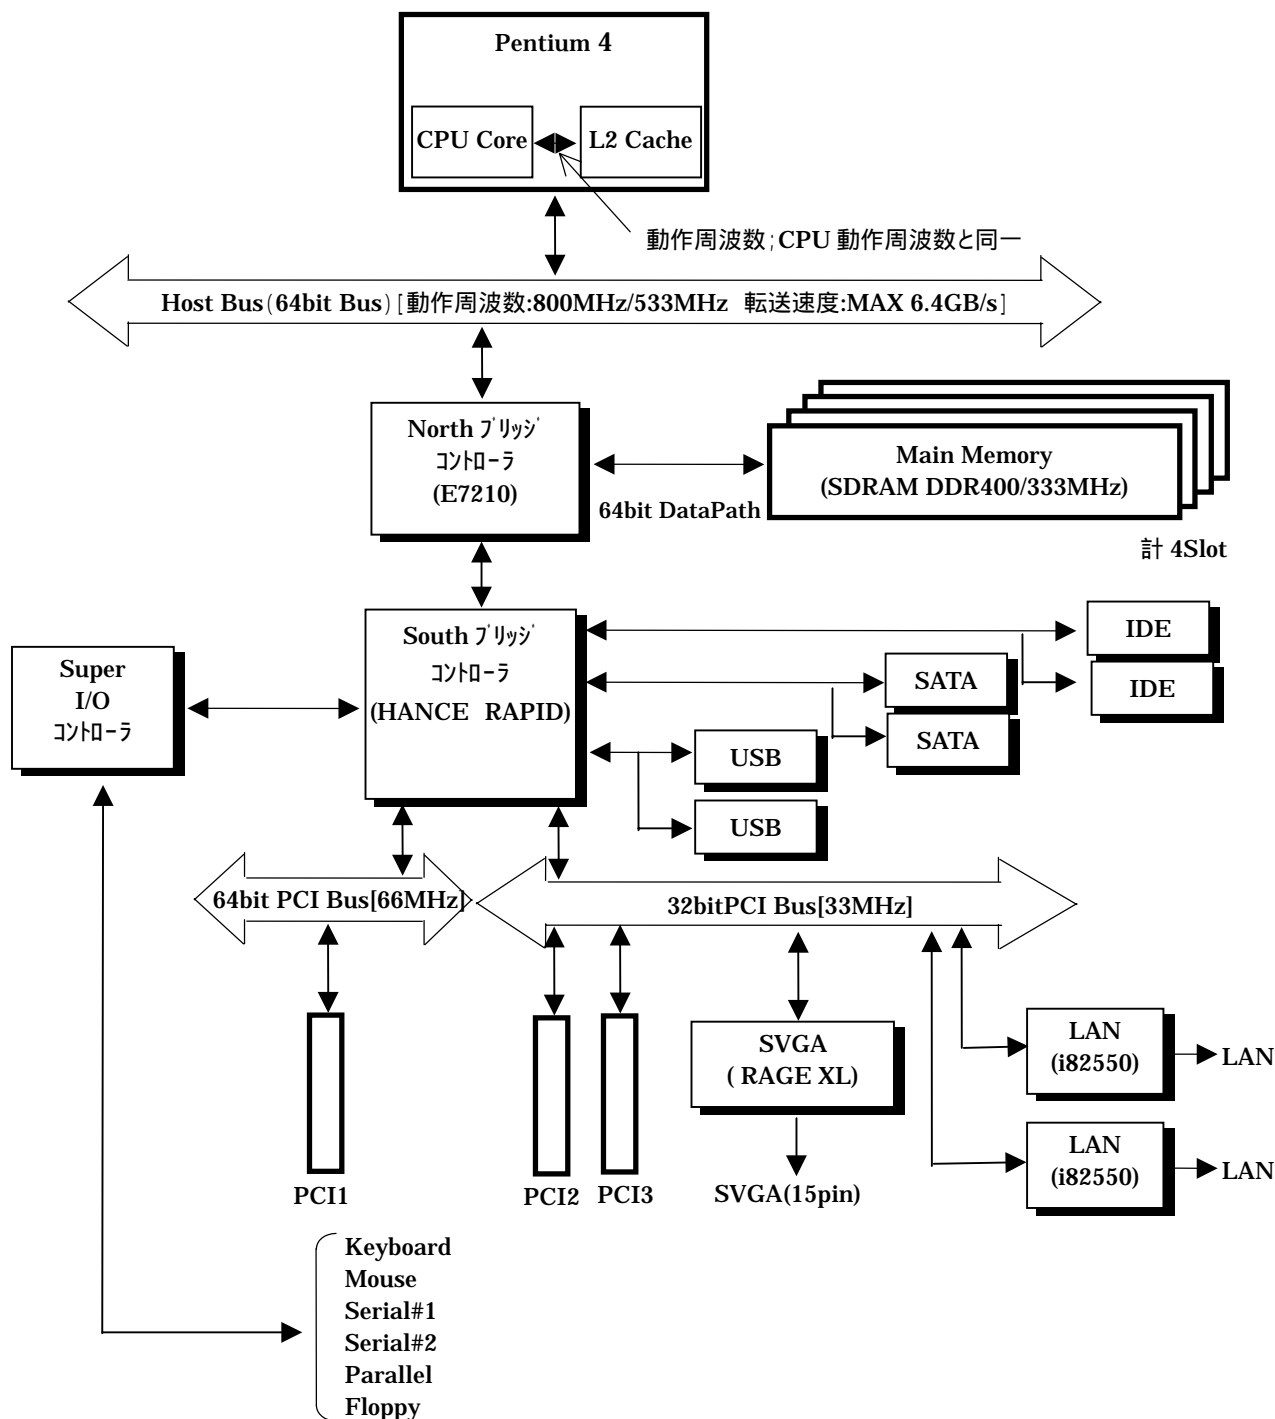 Pentium 4
CPU Core
L2 Cache
動作周波数;CPU 動作周波数と同一
Host Bus(64bit Bus) [動作周波数:800MHz/533MHz 転送速度:MAX 6.4GB/s]
North ﾌﾞﾘｯｼﾞ
ｺﾝﾄﾛｰﾗ
(E7210)
Main Memory
(SDRAM DDR400/333MHz)
64bit DataPath
計 4Slot
South ﾌﾞﾘｯｼﾞ
ｺﾝﾄﾛｰﾗ
(HANCE RAPID)
Super
I/O
ｺﾝﾄﾛｰﾗ
IDE
IDE
SATA
SATA
USB
USB
64bit PCI Bus[66MHz]
32bitPCI Bus[33MHz]
SVGA
( RAGE XL)
LAN
(i82550)
LAN
LAN
(i82550)
LAN
PCI1
PCI2
PCI3
SVGA(15pin)
Keyboard
Mouse
Serial#1
Serial#2
Parallel
Floppy